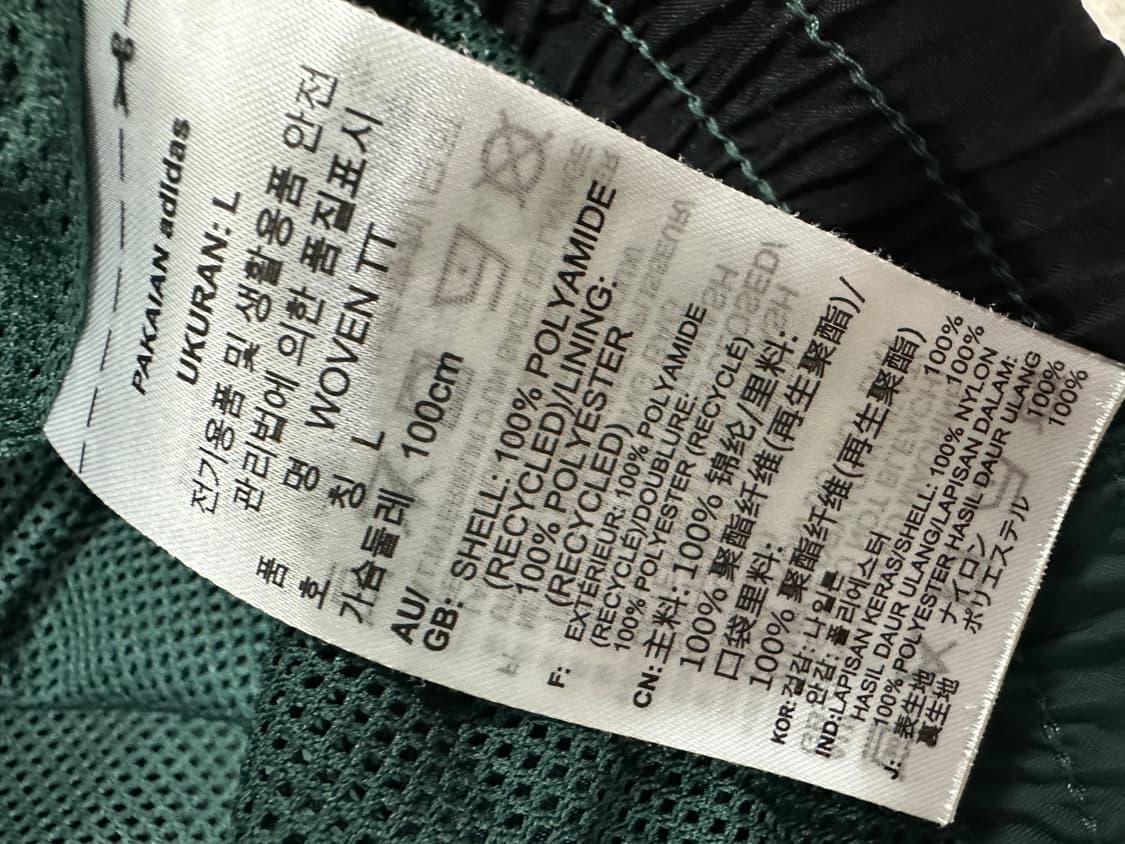 PAKAIAN adidas
UKURAN: L
전기용품 및 생활용품 안전
관리법에 의한 품질표시
품 명 WOVEN TT
호 칭 L
가슴둘레 100cm
AU/
GB: SHELL: 100% POLYAMIDE
(RECYCLED)/LINING:
100% POLYESTER
(RECYCLED)
F: EXTÉRIEUR: 100% POLYAMIDE
(RECYCLÉ)/DOUBLURE:
100% POLYESTER (RECYCLÉ)
CN: 主料: 100% 锦纶/里料:
100% 聚酯纤维(再生聚酯)/
口袋里料:
100% 聚酯纤维(再生聚酯)
KOR: 겉감: 나일론 100%
안감: 폴리에스터 100%
IND: LAPISAN KERAS/SHELL: 100% NYLON
HASIL DAUR ULANG/LAPISAN DALAM:
100% POLYESTER HASIL DAUR ULANG
J: 表生地 ナイロン 100%
裏生地 ポリエステル 100%